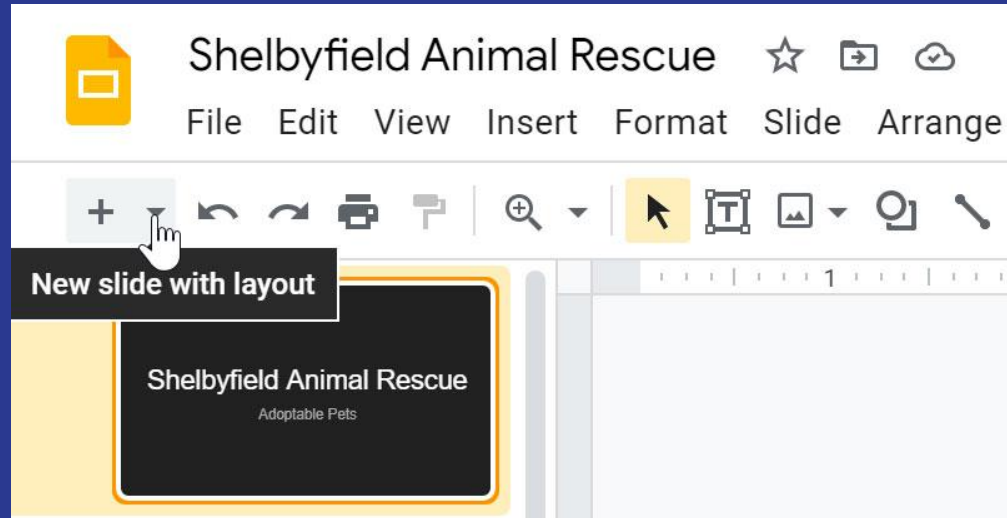 Shelbyfield Animal Rescue
File Edit View Insert Format Slide Arrange
T
New slide with layout
1
Shelbyfield Animal Rescue
Adoptable Pets